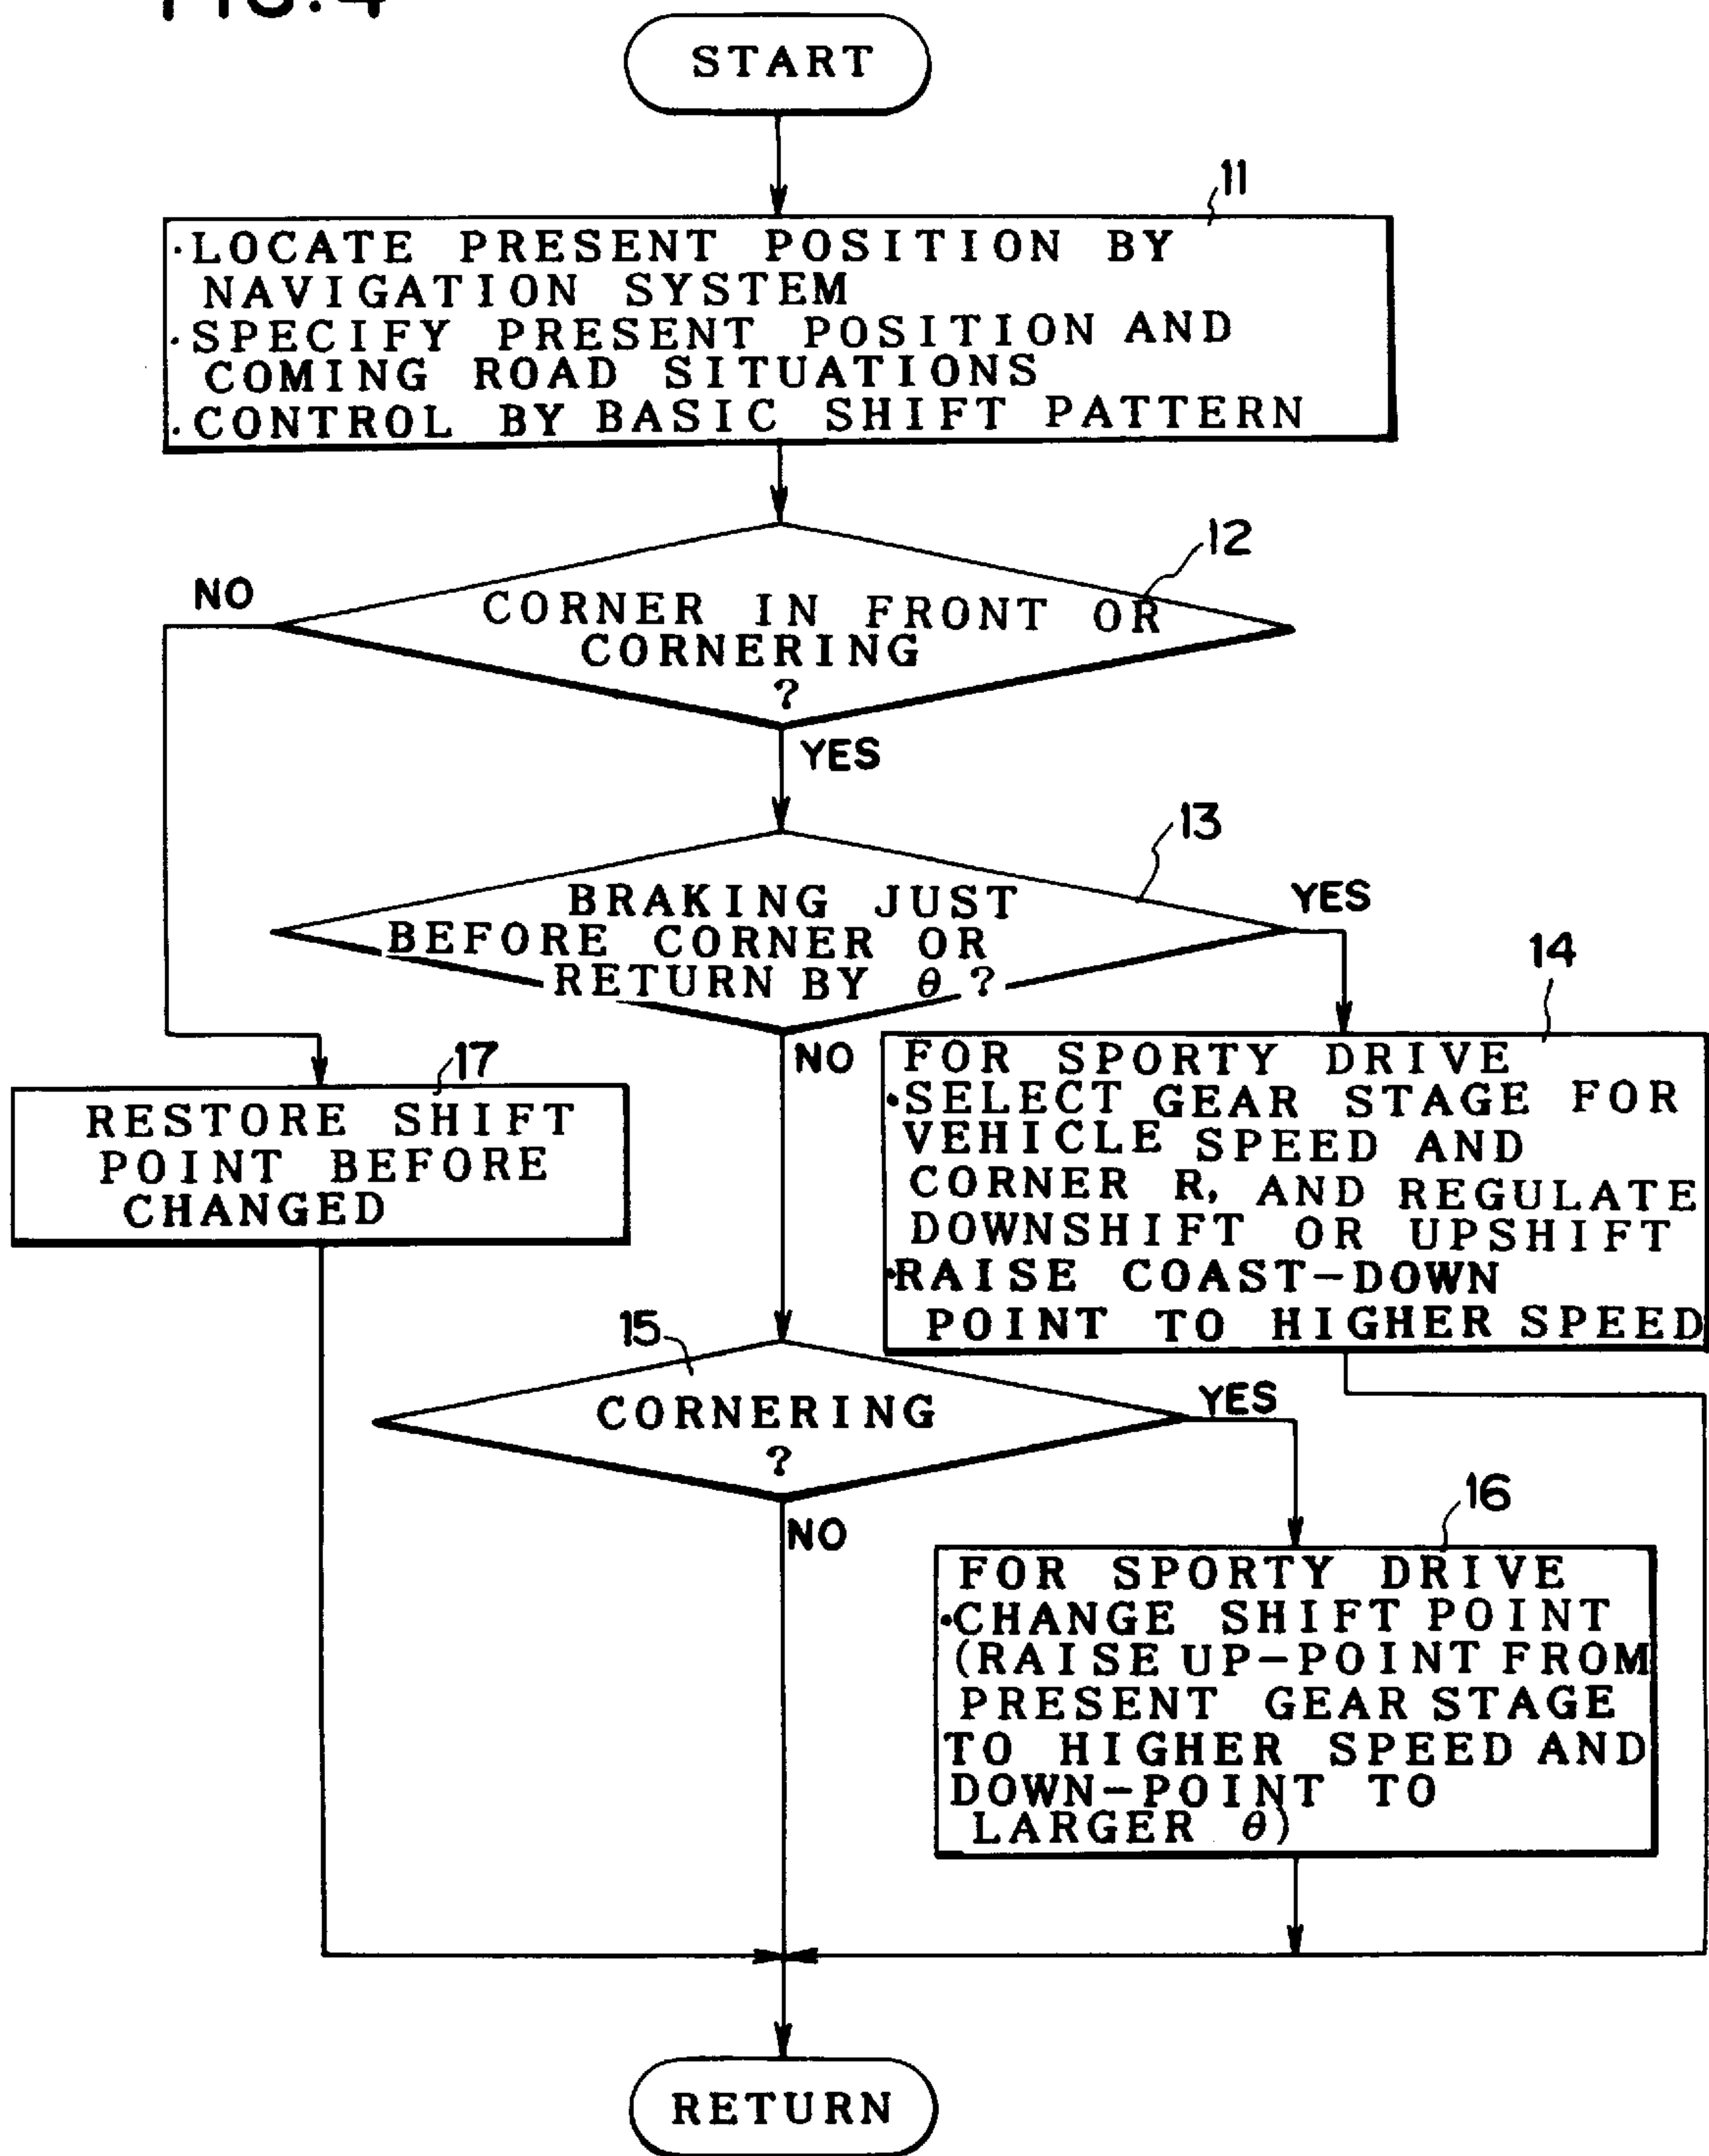 FIG. 4
START
11
·LOCATE PRESENT POSITION BY
NAVIGATION SYSTEM
·SPECIFY PRESENT POSITION AND
COMING ROAD SITUATIONS
·CONTROL BY BASIC SHIFT PATTERN
12
NO
CORNER IN FRONT OR
CORNERING
?
YES
13
BRAKING JUST
BEFORE CORNER OR
RETURN BY θ ?
YES
14
NO
FOR SPORTY DRIVE
·SELECT GEAR STAGE FOR
VEHICLE SPEED AND
CORNER R, AND REGULATE
DOWNSHIFT OR UPSHIFT
·RAISE COAST-DOWN
POINT TO HIGHER SPEED
17
RESTORE SHIFT
POINT BEFORE
CHANGED
15
CORNERING
?
YES
NO
16
FOR SPORTY DRIVE
·CHANGE SHIFT POINT
(RAISE UP-POINT FROM
PRESENT GEAR STAGE
TO HIGHER SPEED AND
DOWN-POINT TO
LARGER θ)
RETURN